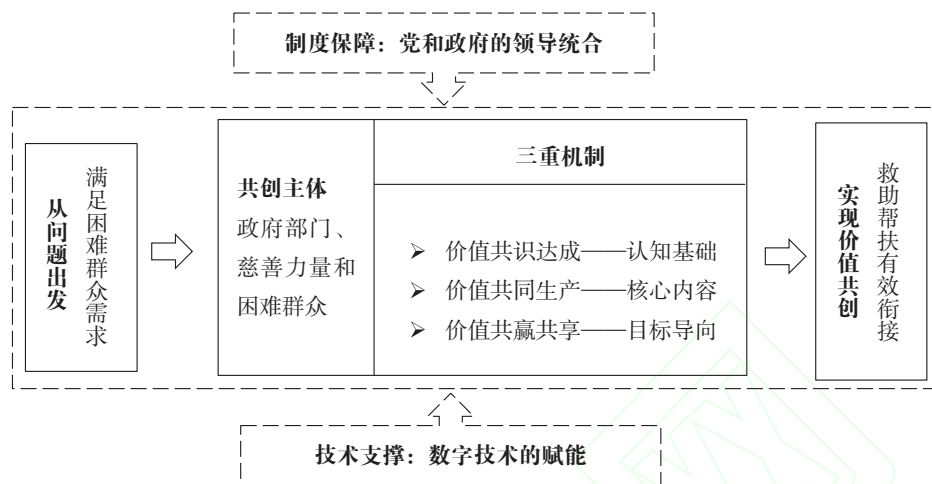 制度保障：党和政府的领导统合
从问题出发
满足困难群众需求
共创主体
政府部门、
慈善力量和
困难群众
三重机制
➢ 价值共识达成——认知基础
➢ 价值共同生产——核心内容
➢ 价值共赢共享——目标导向
实现价值共创
救助帮扶有效衔接
技术支撑：数字技术的赋能